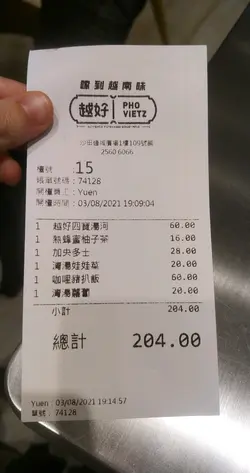 嚟到越南味
越好 PHO VIETZ
2560 6066
檯號: 15
帳單號碼: 74128
開檯職員: Yuen
開檯時間: 03/08/2021 19:09:04
1 越好四寶湯河 60.00
1 無蜂蜜柚子茶 16.00
1 加央多士 28.00
1 清湯娃娃菜 20.00
1 咖喱豬扒飯 60.00
1 清湯蘿蔔 20.00
小計 204.00
總計 204.00
Yuen : 03/08/2021 19:14:57
單號: 74128